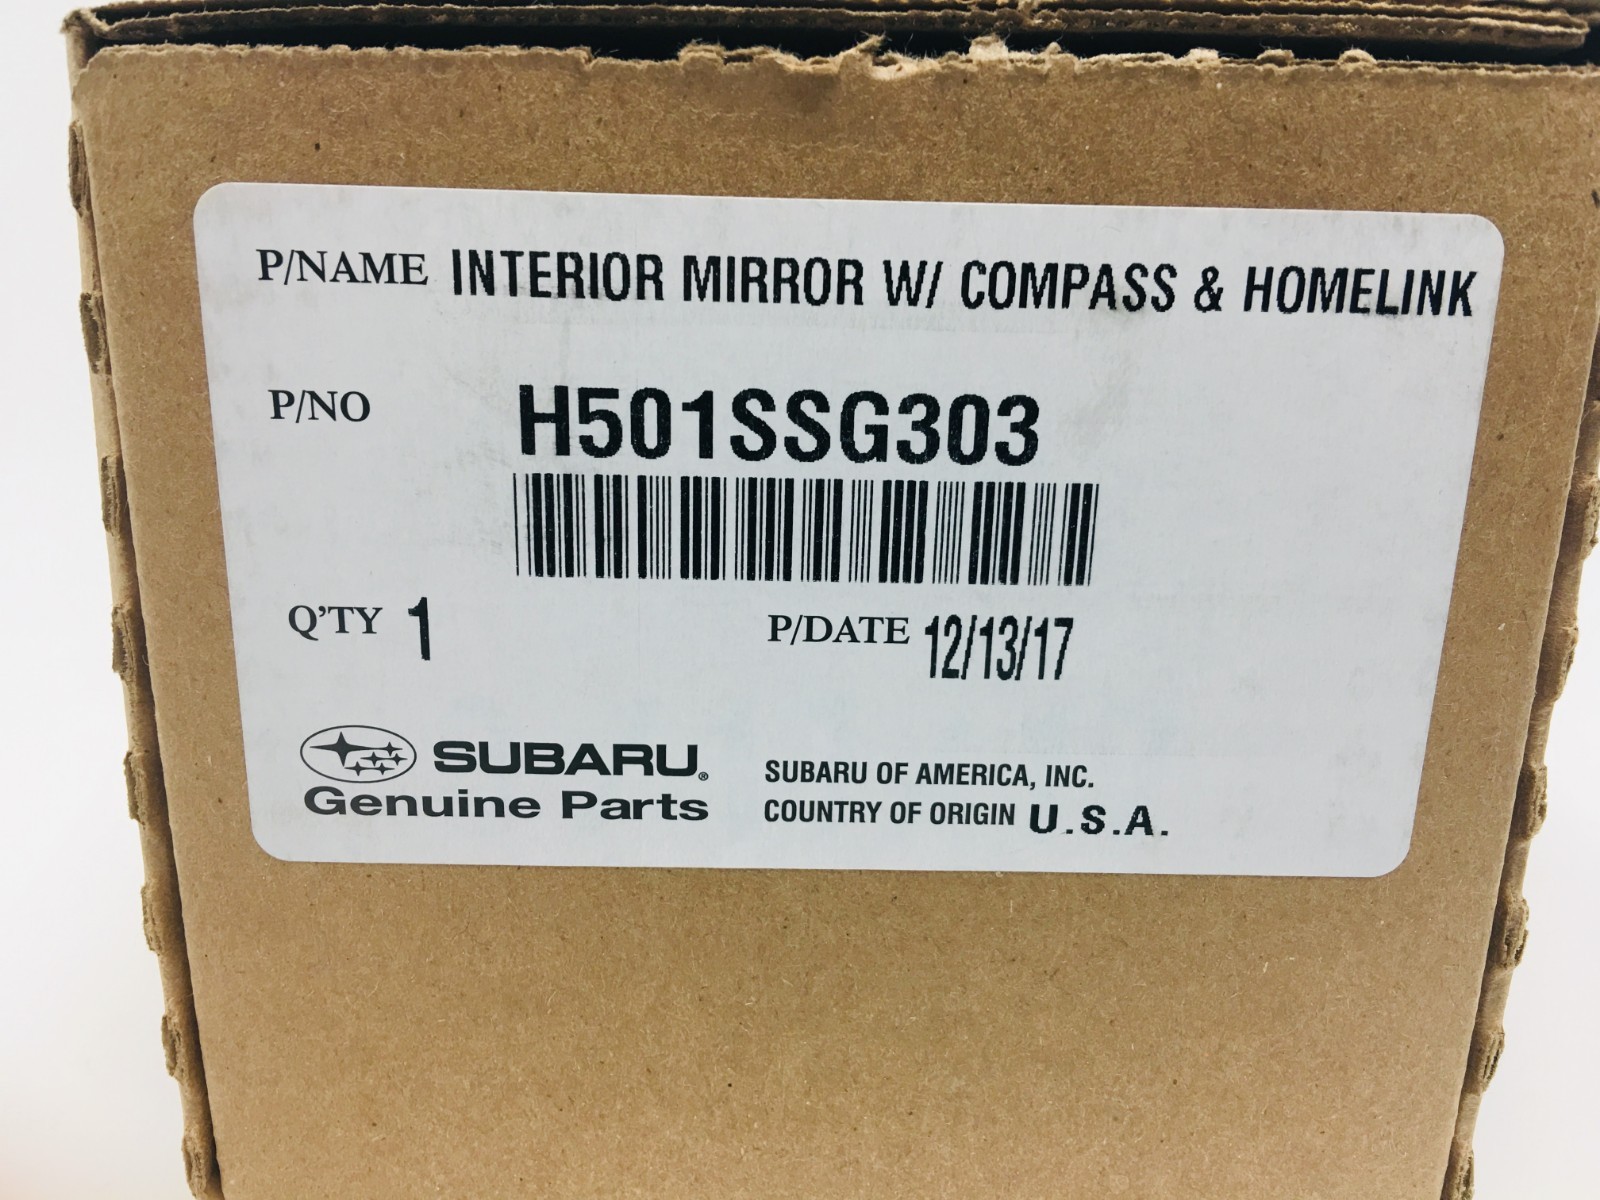 P/NAME INTERIOR MIRROR W/ COMPASS & HOMELINK
P/NO H501SSG303
Q'TY 1 P/DATE 12/13/17
SUBARU®
Genuine Parts
SUBARU OF AMERICA, INC.
COUNTRY OF ORIGIN U.S.A.